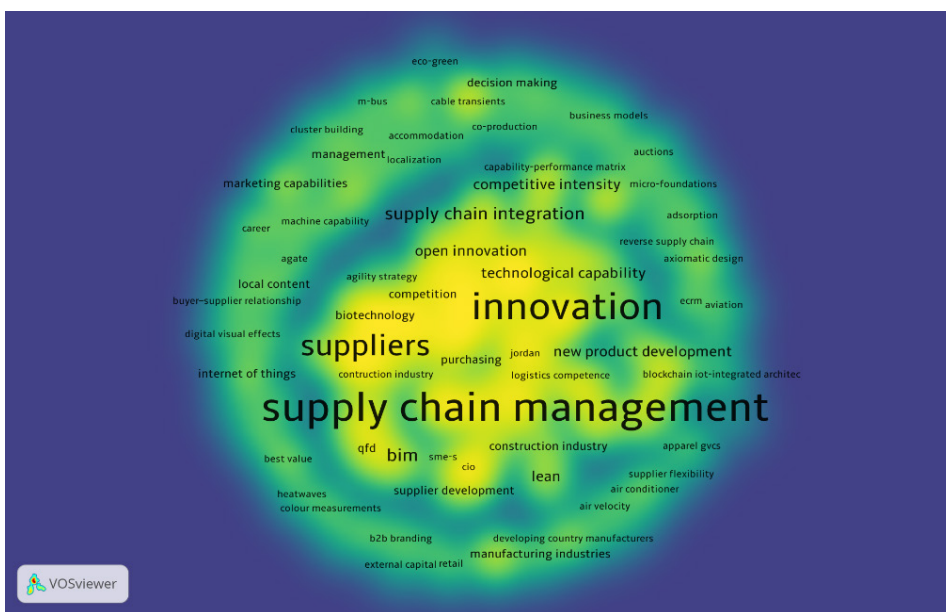 eco-green
decision making
m-bus
cable transients
business models
cluster building
accommodation
co-production
management
localization
auctions
capability-performance matrix
marketing capabilities
competitive intensity
micro-foundations
supply chain integration
adsorption
career
machine capability
reverse supply chain
open innovation
agate
axiomatic design
technological capability
agility strategy
local content
competition
buyer-supplier relationship
innovation
ecrm
aviation
biotechnology
digital visual effects
suppliers
purchasing
jordan
new product development
internet of things
contruction industry
logistics competence
blockchain iot-integrated architec
supply chain management
qfd
bim
sme-s
construction industry
apparel gvcs
best value
cio
lean
supplier flexibility
supplier development
air conditioner
heatwaves
colour measurements
air velocity
b2b branding
developing country manufacturers
manufacturing industries
external capital
retail
VOSviewer